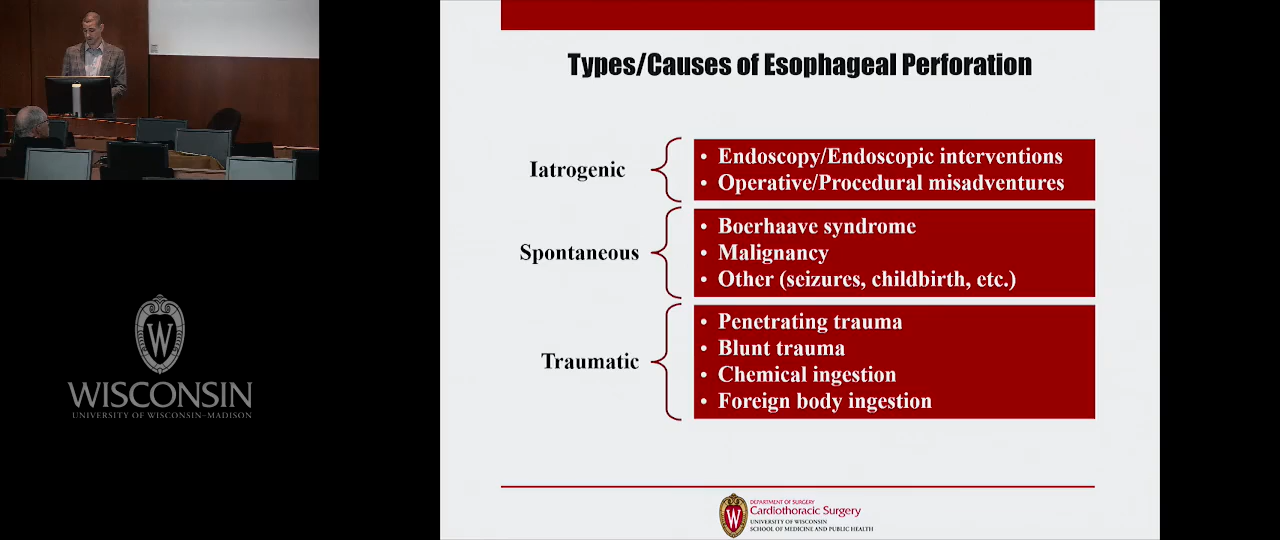 Types/Causes of Esophageal Perforation
Iatrogenic
• Endoscopy/Endoscopic interventions
• Operative/Procedural misadventures
Spontaneous
• Boerhaave syndrome
• Malignancy
• Other (seizures, childbirth, etc.)
Traumatic
• Penetrating trauma
• Blunt trauma
• Chemical ingestion
• Foreign body ingestion
W
WISCONSIN
UNIVERSITY OF WISCONSIN–MADISON
W
DEPARTMENT OF SURGERY
Cardiothoracic Surgery
UNIVERSITY OF WISCONSIN
SCHOOL OF MEDICINE AND PUBLIC HEALTH